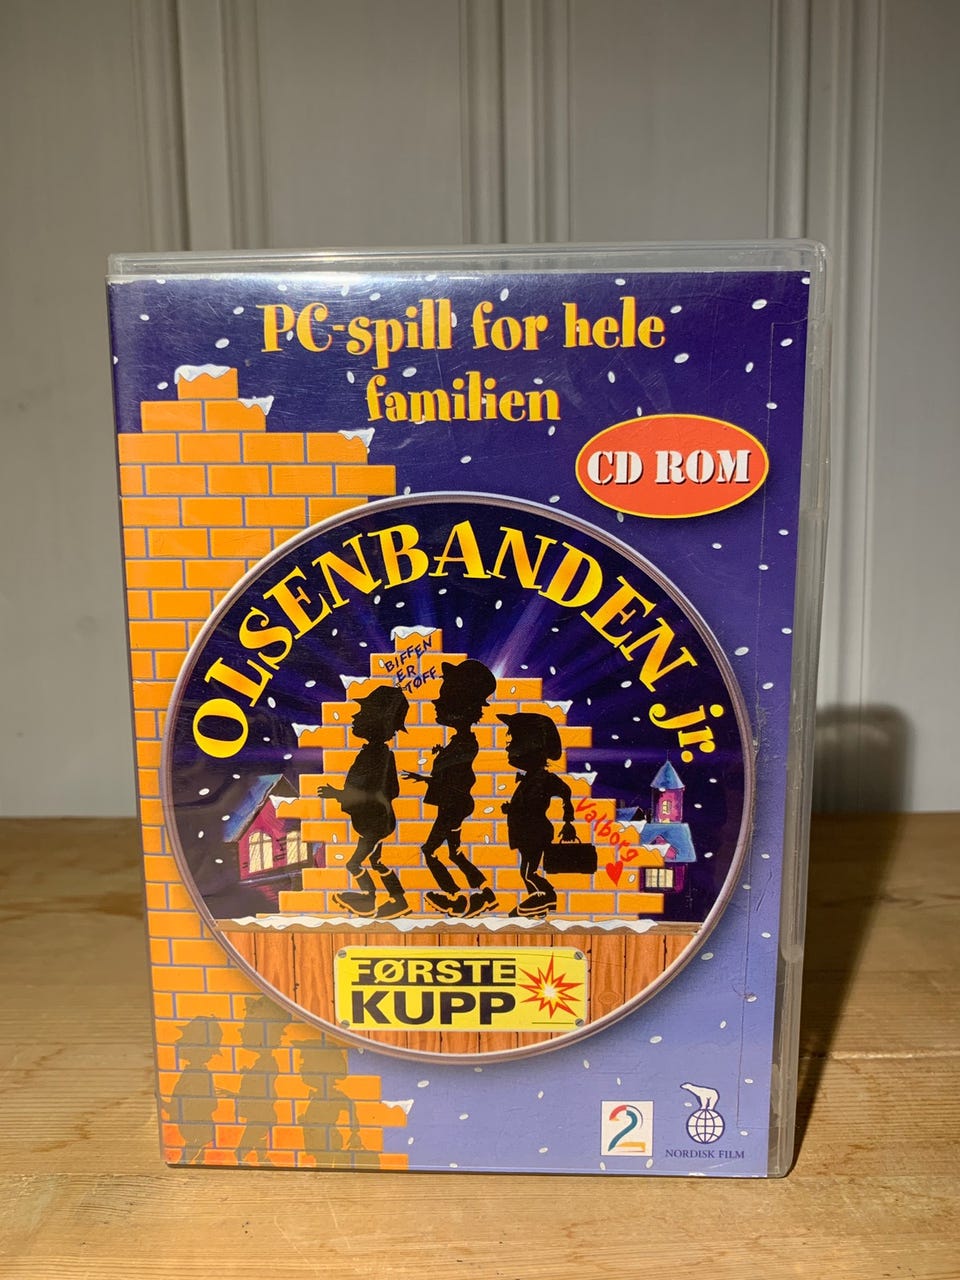 PC-spill for hele
familien
CD ROM
OLSENBANDEN jr.
BIFFEN
ER
TØFF
Valborg
FØRSTE
KUPP
2
NORDISK FILM